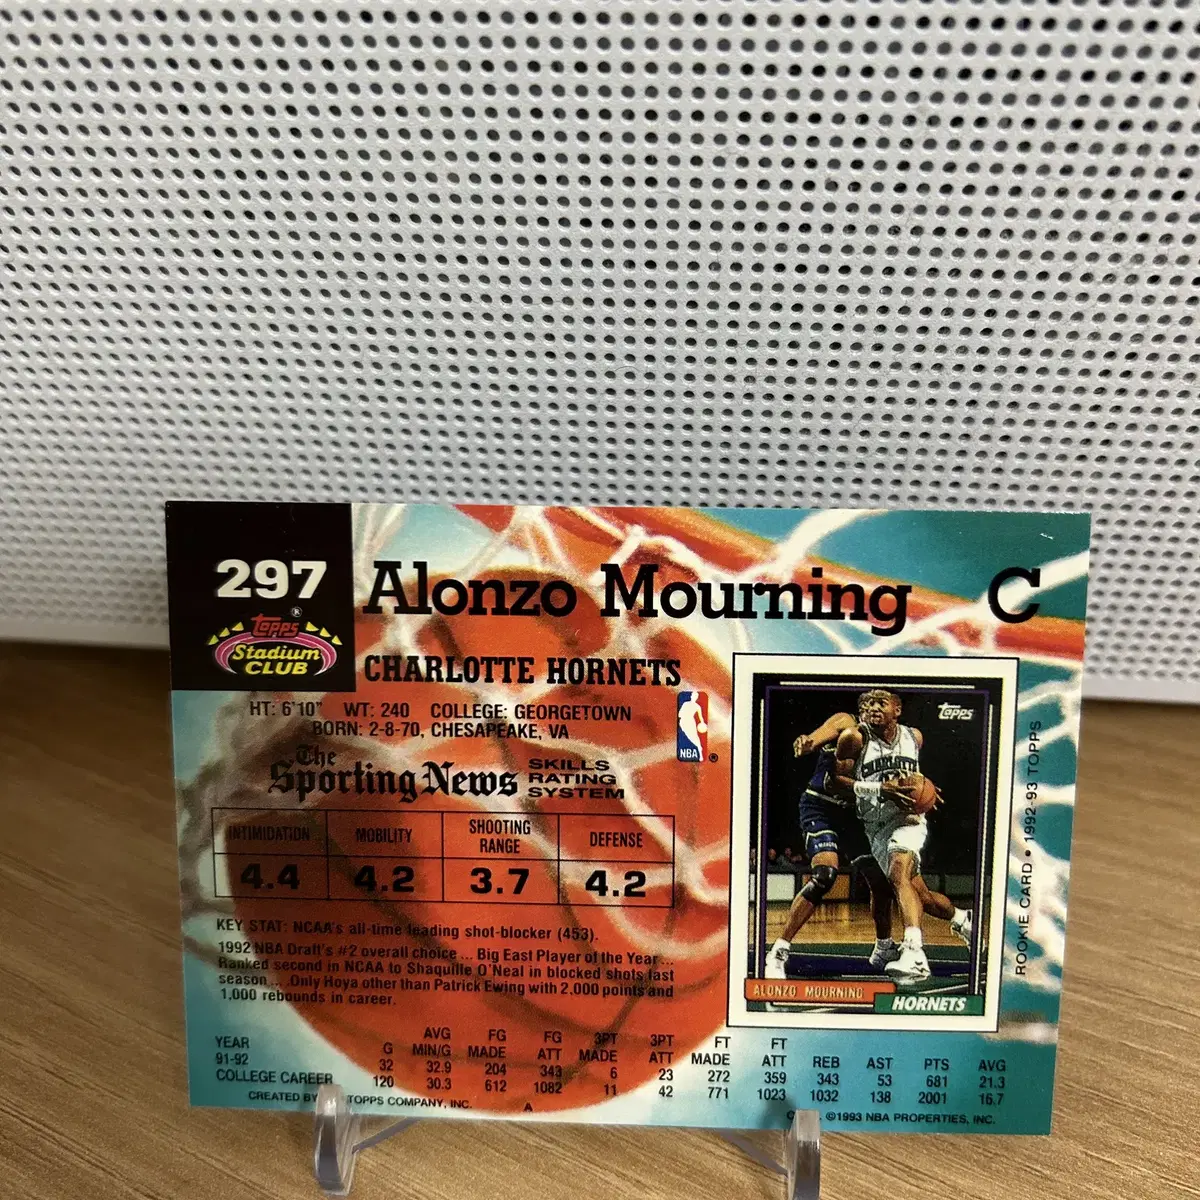 297
Alonzo Mourning C
Topps®
Stadium
CLUB
CHARLOTTE HORNETS
HT: 6'10" WT: 240 COLLEGE: GEORGETOWN
BORN: 2-8-70, CHESAPEAKE, VA
NBA
The
Sporting News
SKILLS
RATING
SYSTEM
INTIMIDATION MOBILITY SHOOTING RANGE DEFENSE
4.4 4.2 3.7 4.2
KEY STAT: NCAA's all-time leading shot-blocker (453).
1992 NBA Draft's #2 overall choice ... Big East Player of the Year ...
Ranked second in NCAA to Shaquille O'Neal in blocked shots last
season ... Only Hoya other than Patrick Ewing with 2,000 points and
1,000 rebounds in career.
Topps
CHARLOTTE
ALONZO MOURNING
HORNETS
ROOKIE CARD • 1992-93 TOPPS
YEAR G AVG MIN/G FG MADE FG ATT 3PT MADE 3PT ATT FT MADE FT ATT REB AST PTS AVG
91-92 32 32.9 204 343 6 23 272 359 343 53 681 21.3
COLLEGE CAREER 120 30.3 612 1082 11 42 771 1023 1032 138 2001 16.7
CREATED BY TOPPS COMPANY, INC. A ©1993 NBA PROPERTIES, INC.